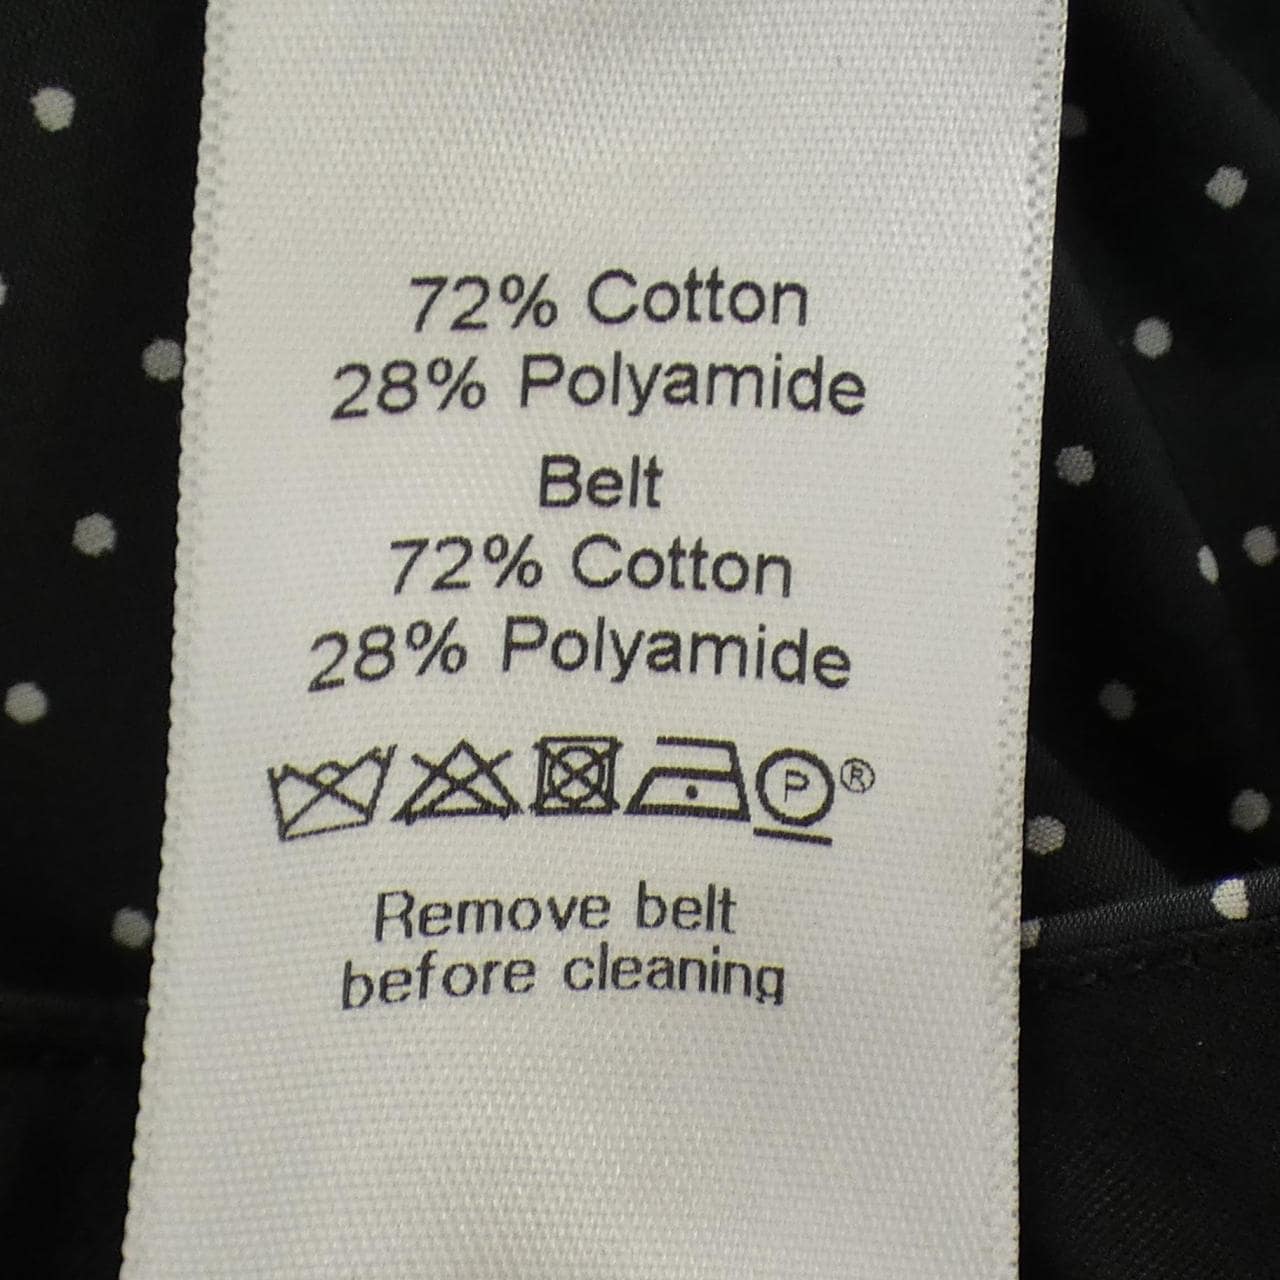 72% Cotton
28% Polyamide
Belt
72% Cotton
28% Polyamide
P ®
Remove belt
before cleaning